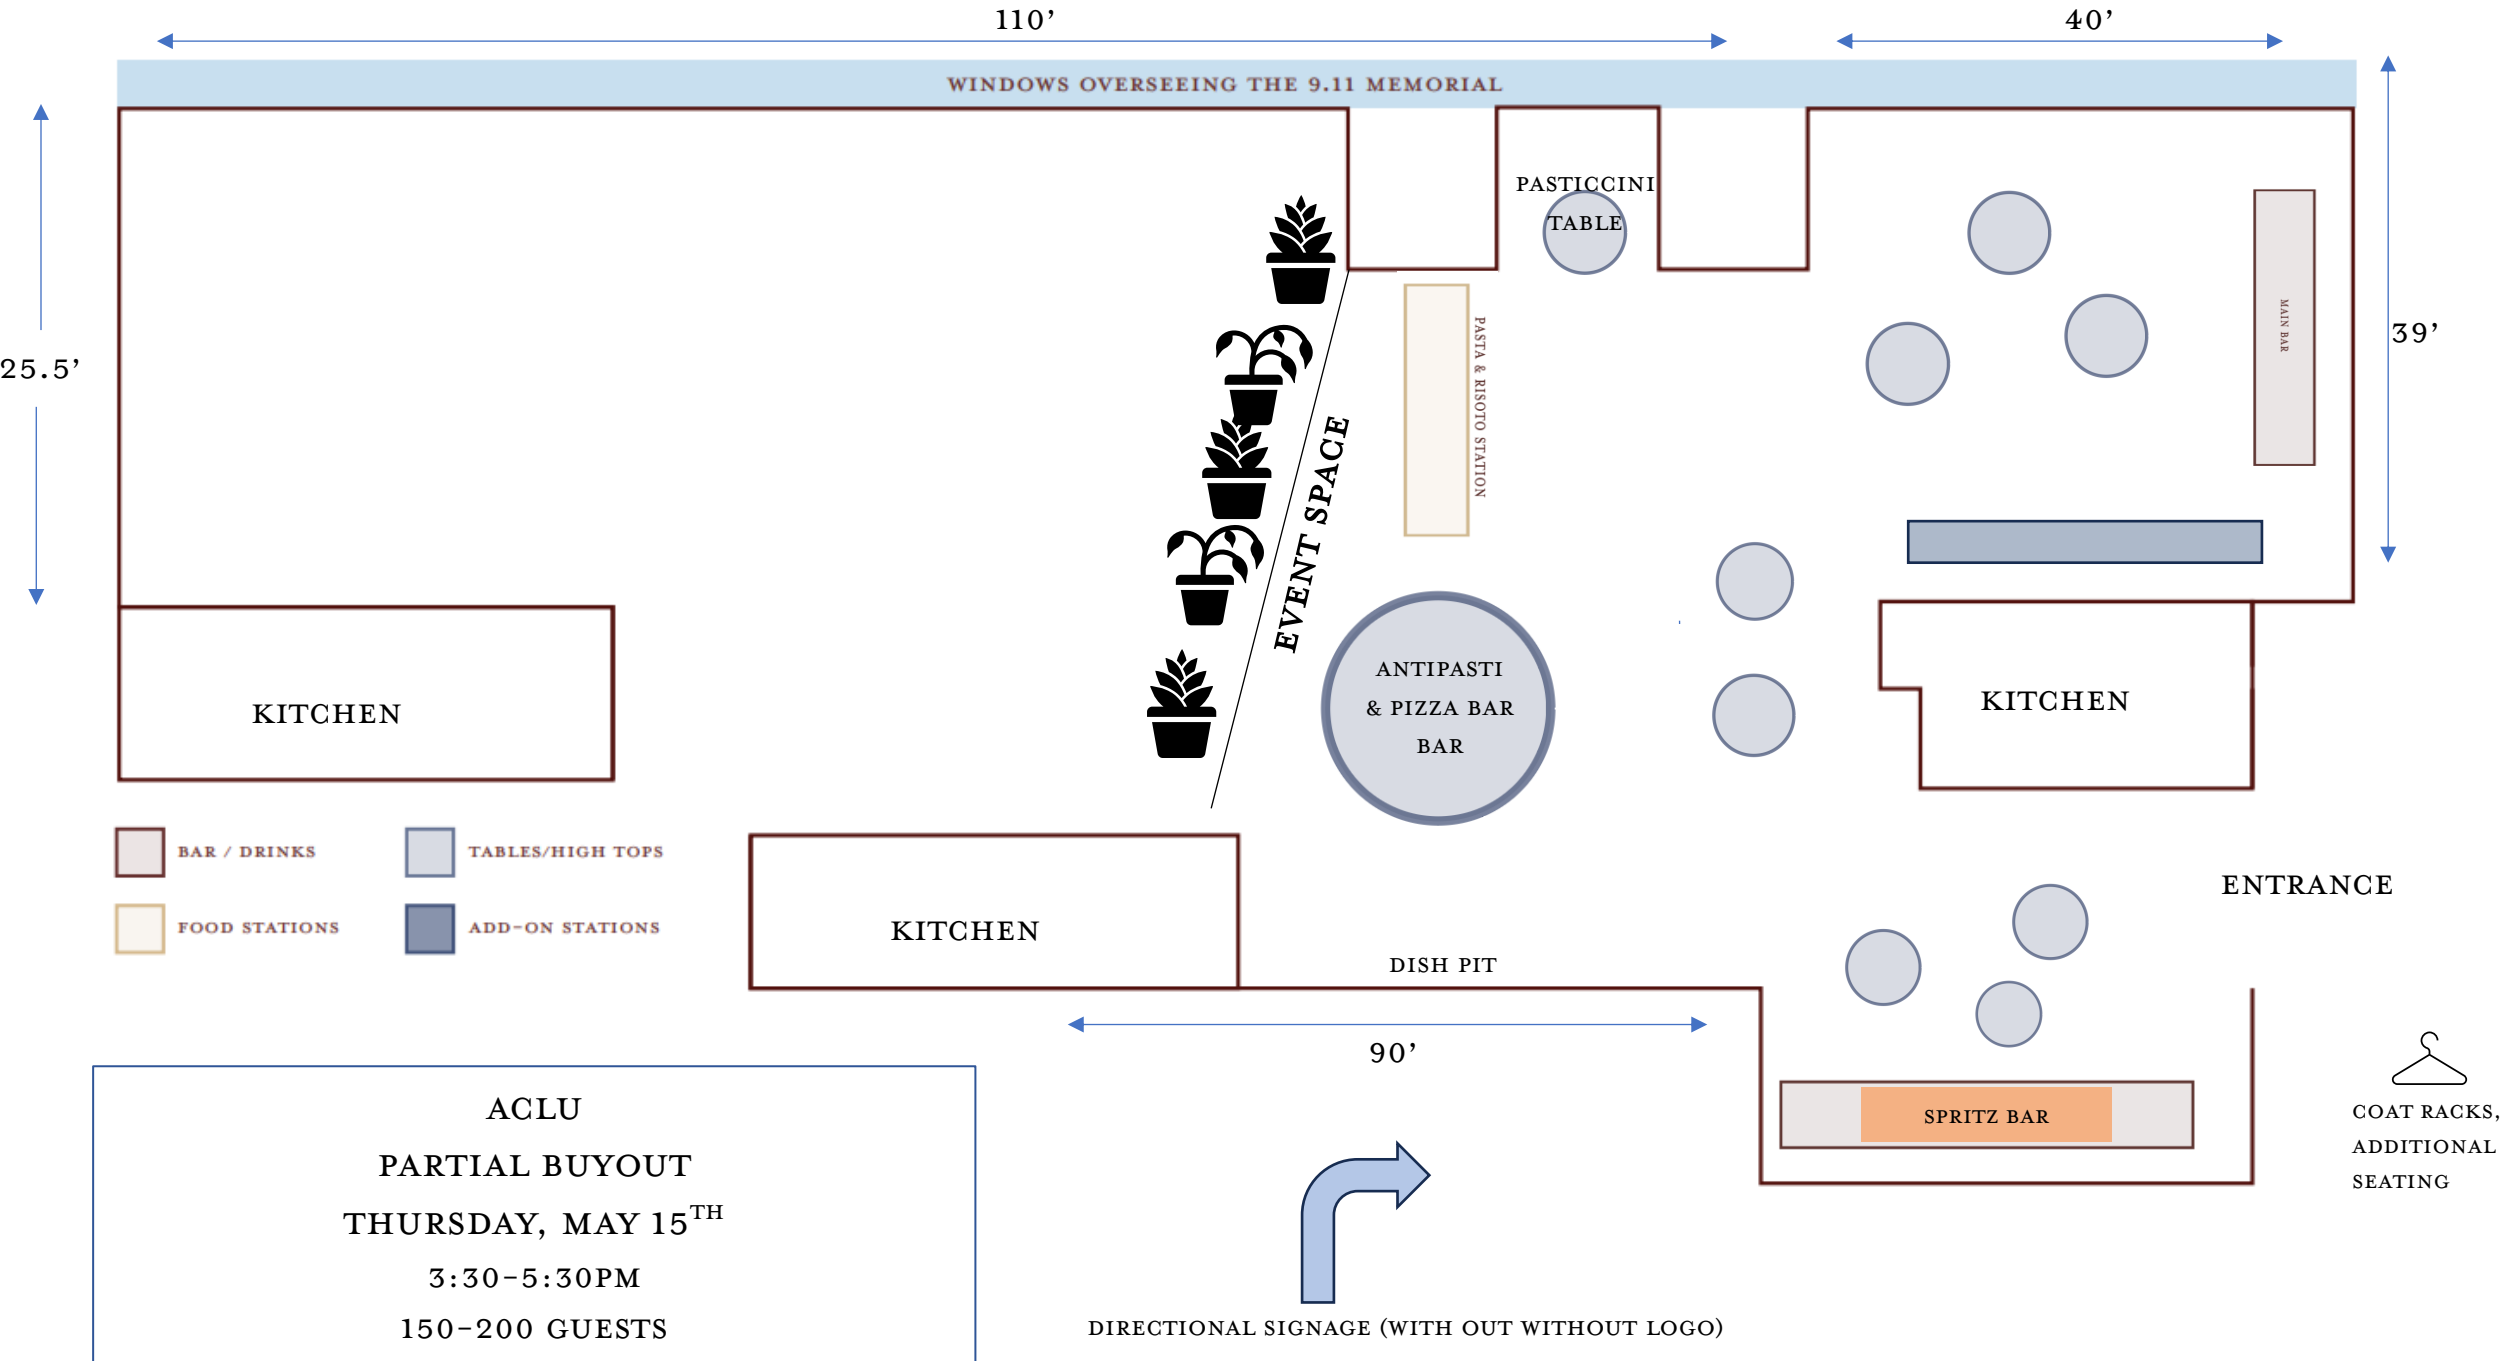 110’
40’
WINDOWS OVERSEEING THE 9.11 MEMORIAL
PASTICCINI
TABLE
MAIN BAR
39’
25.5’
PASTA & RISOTO STATION
EVENT SPACE
ANTIPASTI
& PIZZA BAR
BAR
KITCHEN
KITCHEN
BAR / DRINKS
TABLES/HIGH TOPS
FOOD STATIONS
ADD-ON STATIONS
ENTRANCE
KITCHEN
DISH PIT
90’
SPRITZ BAR
COAT RACKS,
ADDITIONAL
SEATING
ACLU
PARTIAL BUYOUT
THURSDAY, MAY 15TH
3:30-5:30PM
150-200 GUESTS
DIRECTIONAL SIGNAGE (WITH OUT WITHOUT LOGO)